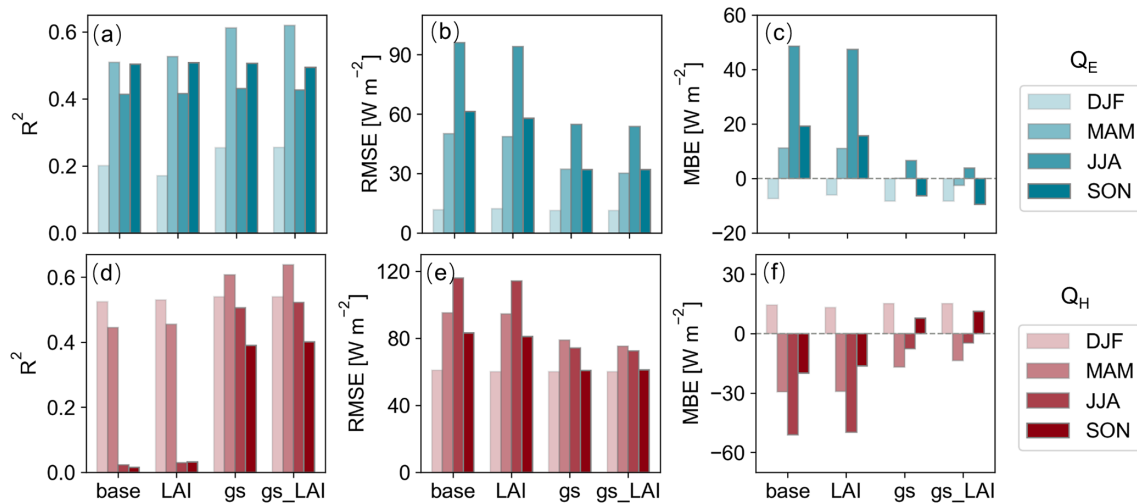 (a)
R2
0.6
0.4
0.2
0.0
(b)
RMSE [W m−2]
90
60
30
0
(c)
MBE [W m−2]
60
40
20
0
−20
QE
DJF
MAM
JJA
SON
(d)
R2
0.6
0.4
0.2
0.0
base LAI gs gs_LAI
(e)
RMSE [W m−2]
120
80
40
0
base LAI gs gs_LAI
(f)
MBE [W m−2]
30
0
−30
−60
base LAI gs gs_LAI
QH
DJF
MAM
JJA
SON